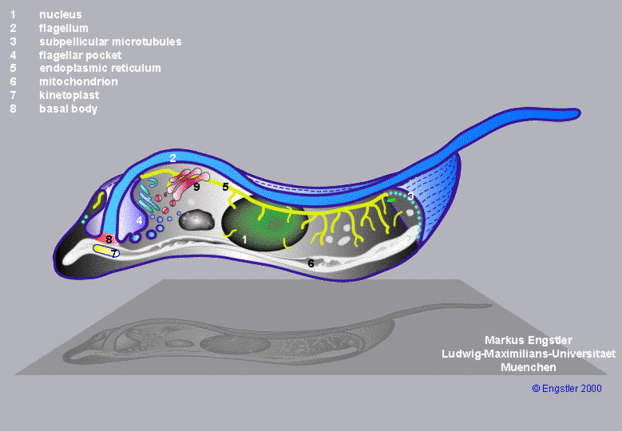 1 nucleus
2 flagellum
3 subpellicular microtubules
4 flagellar pocket
5 endoplasmic reticulum
6 mitochondrion
7 kinetoplast
8 basal body
2
9
5
3
4
8
1
7
6
Markus Engstler
Ludwig-Maximilians-Universitaet
Muenchen
© Engstler 2000